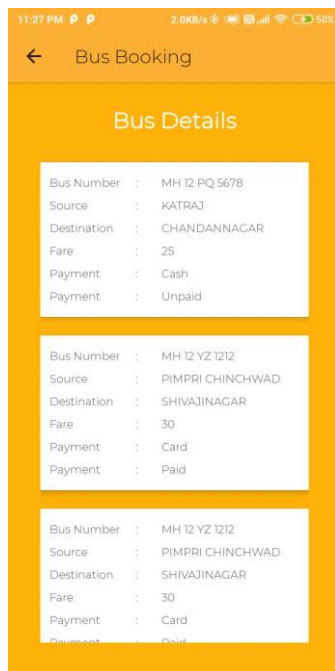 11:27 PM P P 2.0KB/s 50%
Bus Booking
Bus Details
Bus Number : MH 12 PQ 5678
Source : KATRAJ
Destination : CHANDANNAGAR
Fare : 25
Payment : Cash
Payment : Unpaid
Bus Number : MH 12 YZ 1212
Source : PIMPRI CHINCHWAD
Destination : SHIVAJINAGAR
Fare : 30
Payment : Card
Payment : Paid
Bus Number : MH 12 YZ 1212
Source : PIMPRI CHINCHWAD
Destination : SHIVAJINAGAR
Fare : 30
Payment : Card
Payment : Paid